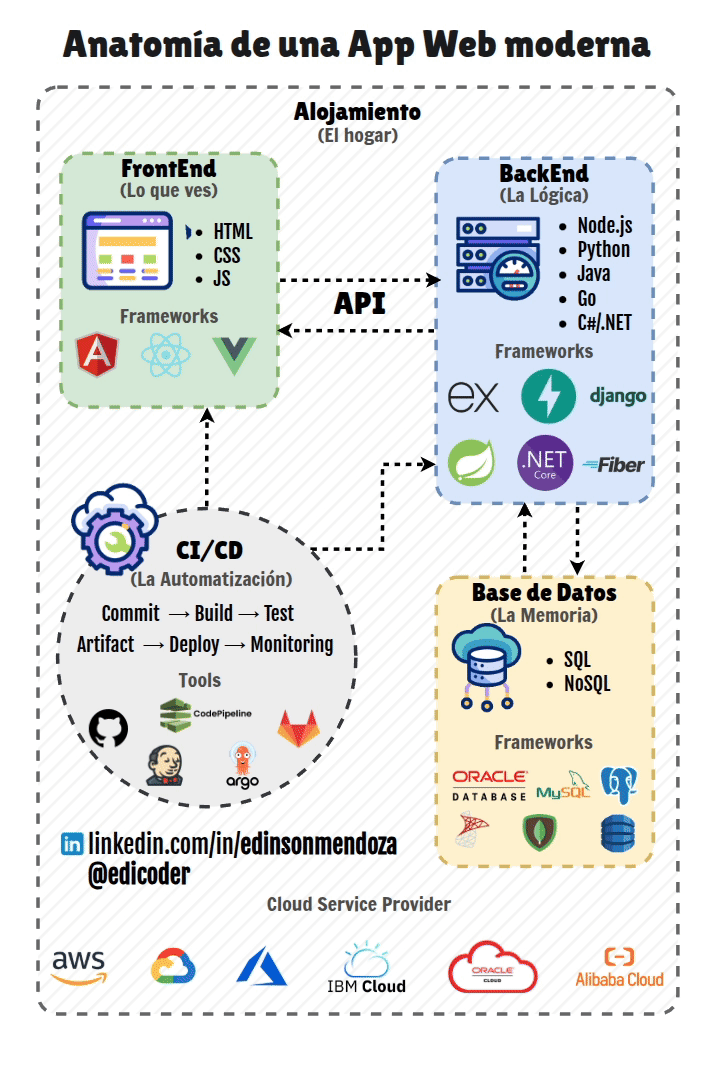 Anatomía de una App Web moderna
Alojamiento
(El hogar)
FrontEnd
(Lo que ves)
HTML
CSS
JS
Frameworks
A
API
BackEnd
(La Lógica)
Node.js
Python
Java
Go
C#/.NET
Frameworks
ex
django
.NET
Core
Fiber
CI/CD
(La Automatización)
Commit → Build → Test
Artifact → Deploy → Monitoring
Tools
CodePipeline
argo
Base de Datos
(La Memoria)
SQL
NoSQL
Frameworks
ORACLE®
DATABASE
MySQL
in linkedin.com/in/edinsonmendoza
@edicoder
Cloud Service Provider
aws
IBM Cloud
ORACLE
CLOUD
Alibaba Cloud